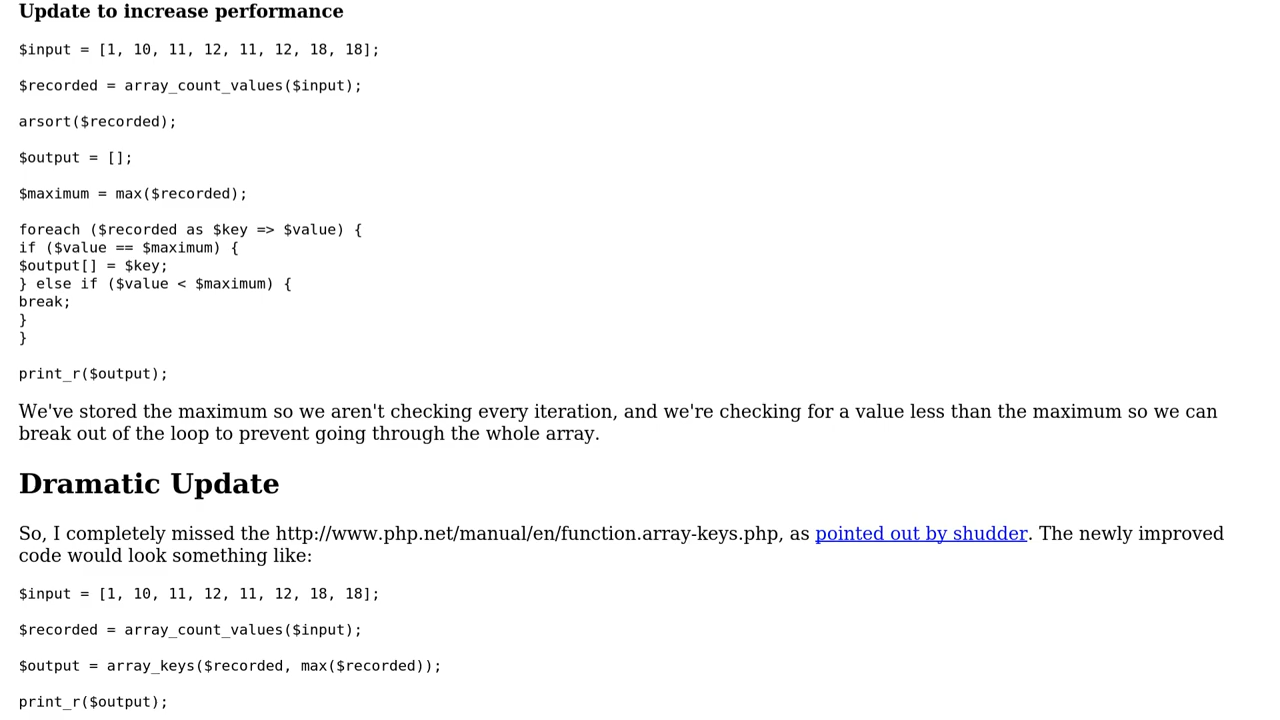 Update to increase performance
$input = [1, 10, 11, 12, 11, 12, 18, 18];
$recorded = array_count_values($input);
arsort($recorded);
$output = [];
$maximum = max($recorded);
foreach ($recorded as $key => $value) {
if ($value == $maximum) {
$output[] = $key;
} else if ($value < $maximum) {
break;
}
}
print_r($output);
We've stored the maximum so we aren't checking every iteration, and we're checking for a value less than the maximum so we can
break out of the loop to prevent going through the whole array.
Dramatic Update
So, I completely missed the http://www.php.net/manual/en/function.array-keys.php, as pointed out by shudder. The newly improved
code would look something like:
$input = [1, 10, 11, 12, 11, 12, 18, 18];
$recorded = array_count_values($input);
$output = array_keys($recorded, max($recorded));
print_r($output);